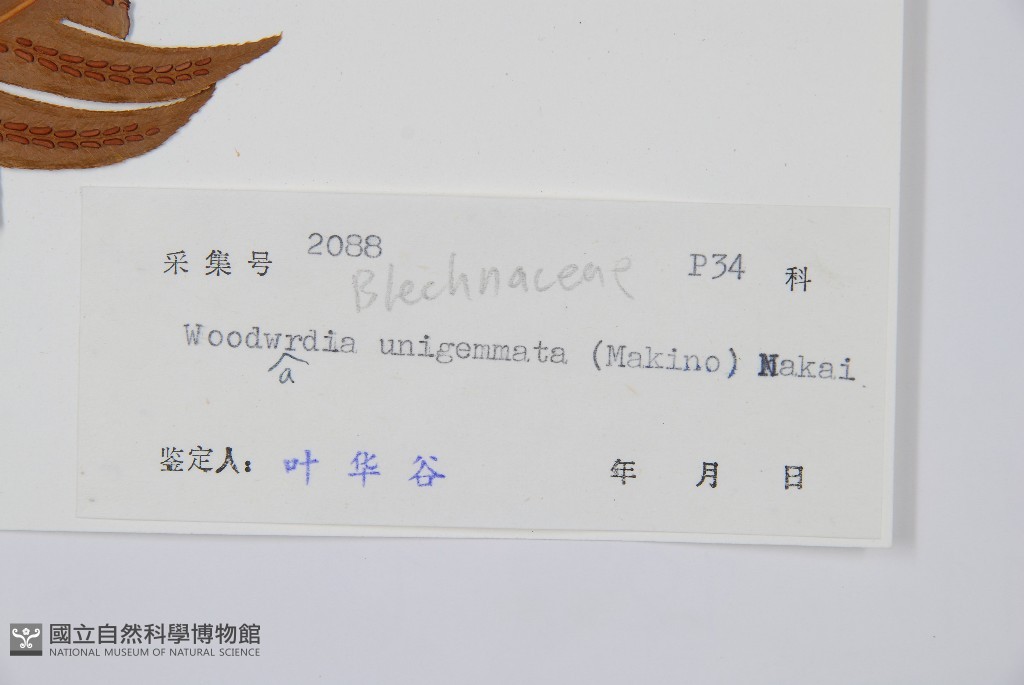 采集号 2088 P34 科
Blechnaceae
Woodwrdia unigemmata (Makino) Nakai
a
鉴定人: 叶华谷 年 月 日
國立自然科學博物館
NATIONAL MUSEUM OF NATURAL SCIENCE